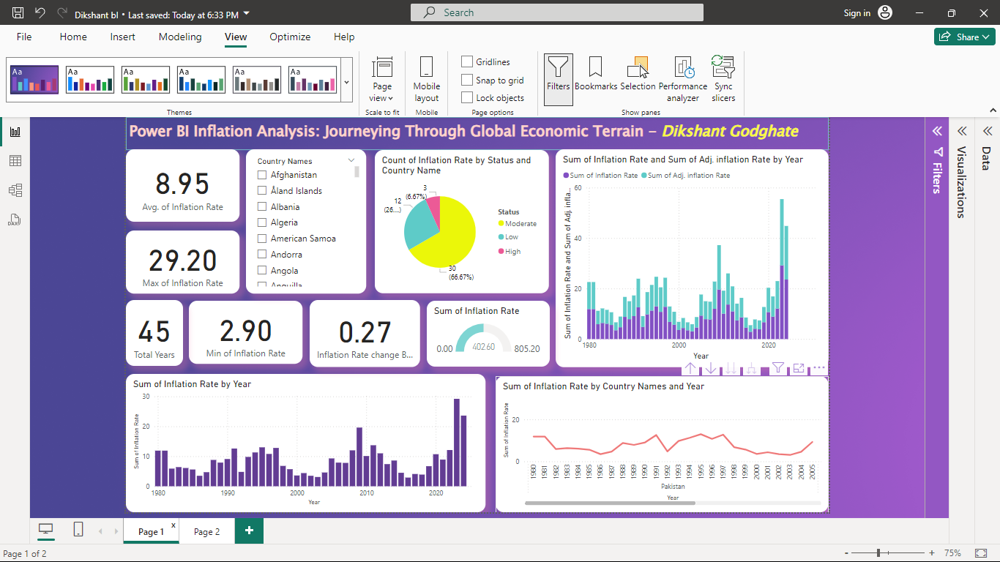 Dikshant bI • Last saved: Today at 6:33 PM
Search
Sign in
File Home Insert Modeling View Optimize Help
Share
Aa Aa Aa Aa Aa Aa
Themes
Page view
Scale to fit
Mobile layout
Mobile
Gridlines
Snap to grid
Lock objects
Page options
Filters
Bookmarks
Selection
Performance analyzer
Sync slicers
Show panes
Power BI Inflation Analysis: Journeying Through Global Economic Terrain – Dikshant Godghate
8.95
Avg. of Inflation Rate
29.20
Max of Inflation Rate
Country Names
Afghanistan
Åland Islands
Albania
Algeria
American Samoa
Andorra
Angola
Anguilla
Count of Inflation Rate by Status and
Country Name
3
(6.67%)
12
(26....)
30
(66.67%)
Status
Moderate
Low
High
Sum of Inflation Rate and Sum of Adj. inflation Rate by Year
Sum of Inflation Rate Sum of Adj. inflation Rate
Sum of Inflation Rate and Sum of Adj. infla...
60
40
20
0
1980 2000 2020
Year
45
Total Years
2.90
Min of Inflation Rate
0.27
Inflation Rate change B...
Sum of Inflation Rate
0.00 402.60 805.20
Sum of Inflation Rate by Year
Sum of Inflation Rate
30
20
10
0
1980 1990 2000 2010 2020
Year
Sum of Inflation Rate by Country Names and Year
Sum of Inflation Rate
20
0
1980 1981 1982 1983 1984 1985 1986 1987 1988 1989 1990 1991 1992 1993 1994 1995 1996 1997 1998 1999 2000 2001 2002 2003 2004 2005
Pakistan
Year
Filters
Visualizations
Data
DAX
Page 1 x
Page 2
+
Page 1 of 2
- + 75%